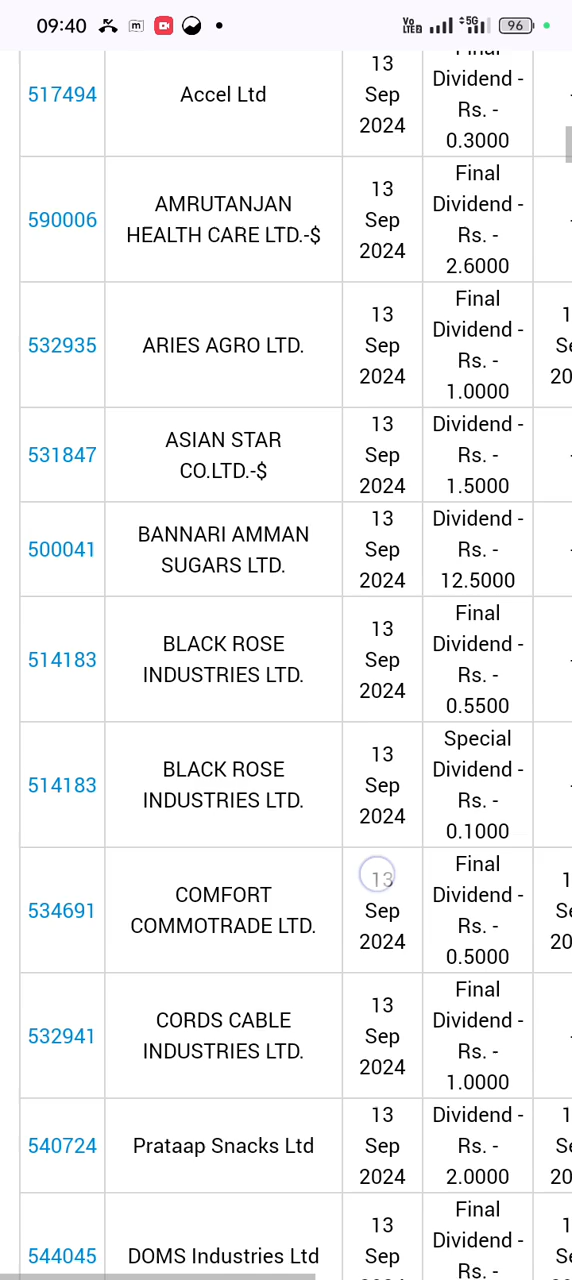 09:40 m Vo LTE 5G 96
517494 Accel Ltd 13 Sep 2024 Final Dividend - Rs. - 0.3000
590006 AMRUTANJAN HEALTH CARE LTD.-$ 13 Sep 2024 Final Dividend - Rs. - 2.6000
532935 ARIES AGRO LTD. 13 Sep 2024 Final Dividend - Rs. - 1.0000
531847 ASIAN STAR CO.LTD.-$ 13 Sep 2024 Dividend - Rs. - 1.5000
500041 BANNARI AMMAN SUGARS LTD. 13 Sep 2024 Dividend - Rs. - 12.5000
514183 BLACK ROSE INDUSTRIES LTD. 13 Sep 2024 Final Dividend - Rs. - 0.5500
514183 BLACK ROSE INDUSTRIES LTD. 13 Sep 2024 Special Dividend - Rs. - 0.1000
534691 COMFORT COMMOTRADE LTD. 13 Sep 2024 Final Dividend - Rs. - 0.5000
532941 CORDS CABLE INDUSTRIES LTD. 13 Sep 2024 Final Dividend - Rs. - 1.0000
540724 Prataap Snacks Ltd 13 Sep 2024 Dividend - Rs. - 2.0000
544045 DOMS Industries Ltd 13 Sep Final Dividend - Rs. -